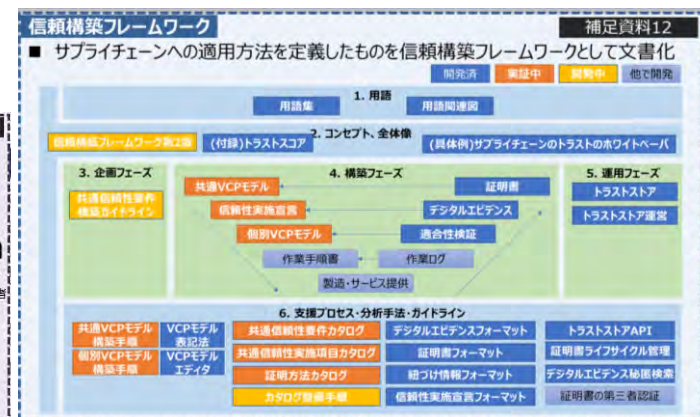 信頼構築フレームワーク
補足資料12
■ サプライチェーンへの適用方法を定義したものを信頼構築フレームワークとして文書化
開発済 実証中 開発中 他で開発
1. 用語
用語集 用語関連図
2. コンセプト、全体像
信頼構築フレームワーク第2版 (付録)トラストスコア (具体例)サプライチェーンのトラストのホワイトペーパ
3. 企画フェーズ 4. 構築フェーズ 5. 運用フェーズ
共通信頼性要件
構築ガイドライン
共通VCPモデル 証明書
信頼性実施宣言 デジタルエビデンス
個別VCPモデル 適合性検証
作業手順書 作業ログ
製造・サービス提供
トラストストア
トラストストア運営
6. 支援プロセス・分析手法・ガイドライン
共通VCPモデル
構築手順
VCPモデル
表記法
共通信頼性要件カタログ デジタルエビデンスフォーマット トラストストアAPI
個別VCPモデル
構築手順
VCPモデル
エディタ
共通信頼性実施項目カタログ 証明書フォーマット 証明書ライフサイクル管理
証明方法カタログ 紐づけ情報フォーマット デジタルエビデンス秘匿検索
カタログ整備手順 信頼性実施宣言フォーマット 証明書の第三者認証
者